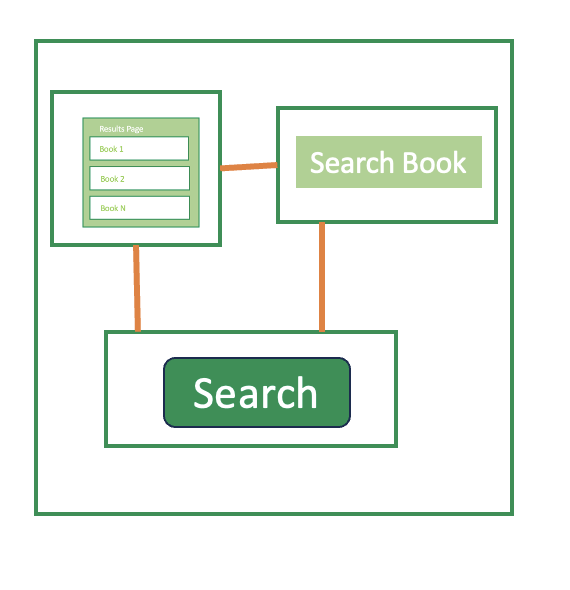 Results Page
Book 1
Book 2
Book N
Search Book
Search